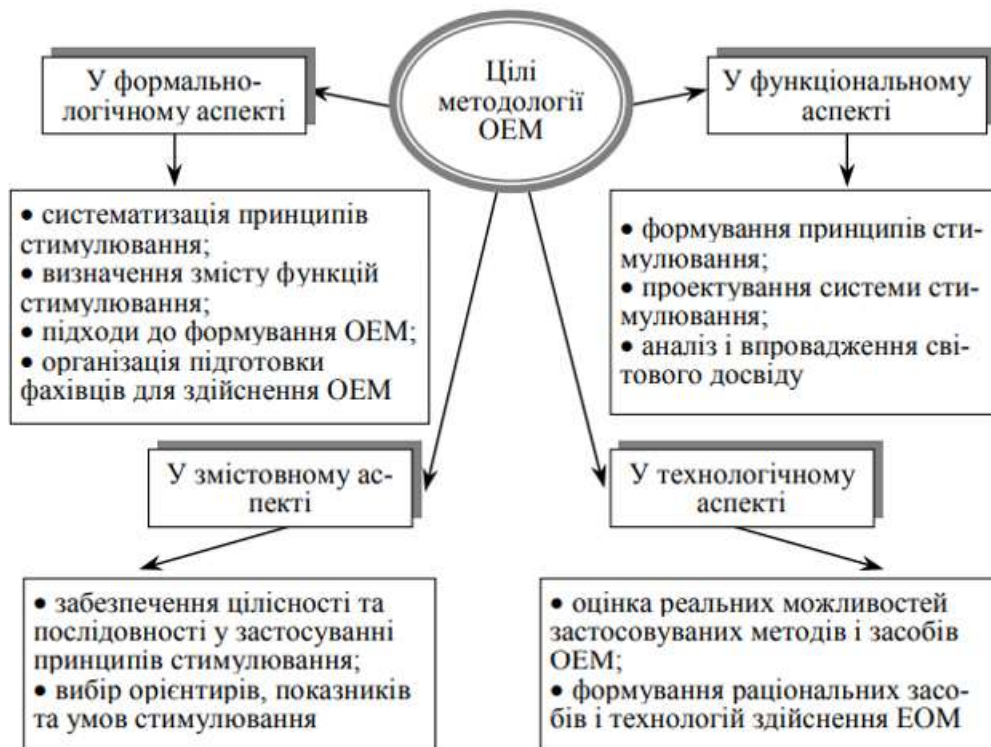 Цілі
методології
ОЕМ
У формально-
логічному аспекті
У функціональному
аспекті
• систематизація принципів
стимулювання;
• визначення змісту функцій
стимулювання;
• підходи до формування ОЕМ;
• організація підготовки
фахівців для здійснення ОЕМ
• формування принципів сти-
мулювання;
• проектування системи сти-
мулювання;
• аналіз і впровадження сві-
тового досвіду
У змістовному ас-
пекті
У технологічному
аспекті
• забезпечення цілісності та
послідовності у застосуванні
принципів стимулювання;
• вибір орієнтирів, показників
та умов стимулювання
• оцінка реальних можливостей
застосовуваних методів і засобів
ОЕМ;
• формування раціональних засо-
бів і технологій здійснення ЕОМ